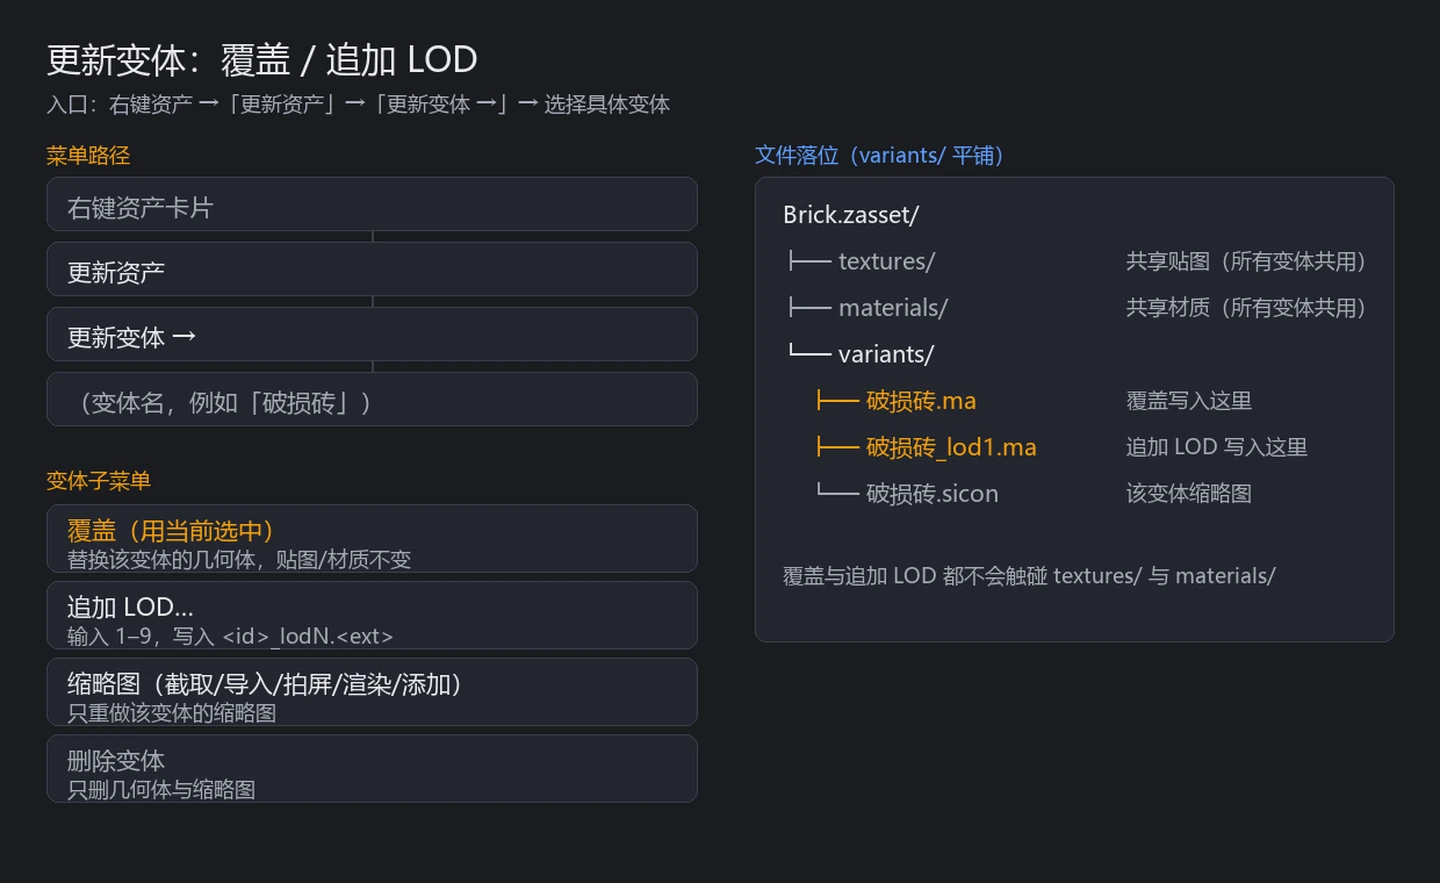 更新变体：覆盖 / 追加 LOD
入口：右键资产 → 「更新资产」 → 「更新变体 →」 → 选择具体变体
菜单路径
右键资产卡片
更新资产
更新变体 →
（变体名，例如「破损砖」）
变体子菜单
覆盖（用当前选中）
替换该变体的几何体，贴图/材质不变
追加 LOD...
输入 1–9，写入 <id>_lodN.<ext>
缩略图（截取/导入/拍屏/渲染/添加）
只重做该变体的缩略图
删除变体
只删几何体与缩略图
文件落位（variants/ 平铺）
Brick.zasset/
├── textures/ 共享贴图（所有变体共用）
├── materials/ 共享材质（所有变体共用）
└── variants/
├── 破损砖.ma 覆盖写入这里
├── 破损砖_lod1.ma 追加 LOD 写入这里
└── 破损砖.sicon 该变体缩略图
覆盖与追加 LOD 都不会触碰 textures/ 与 materials/